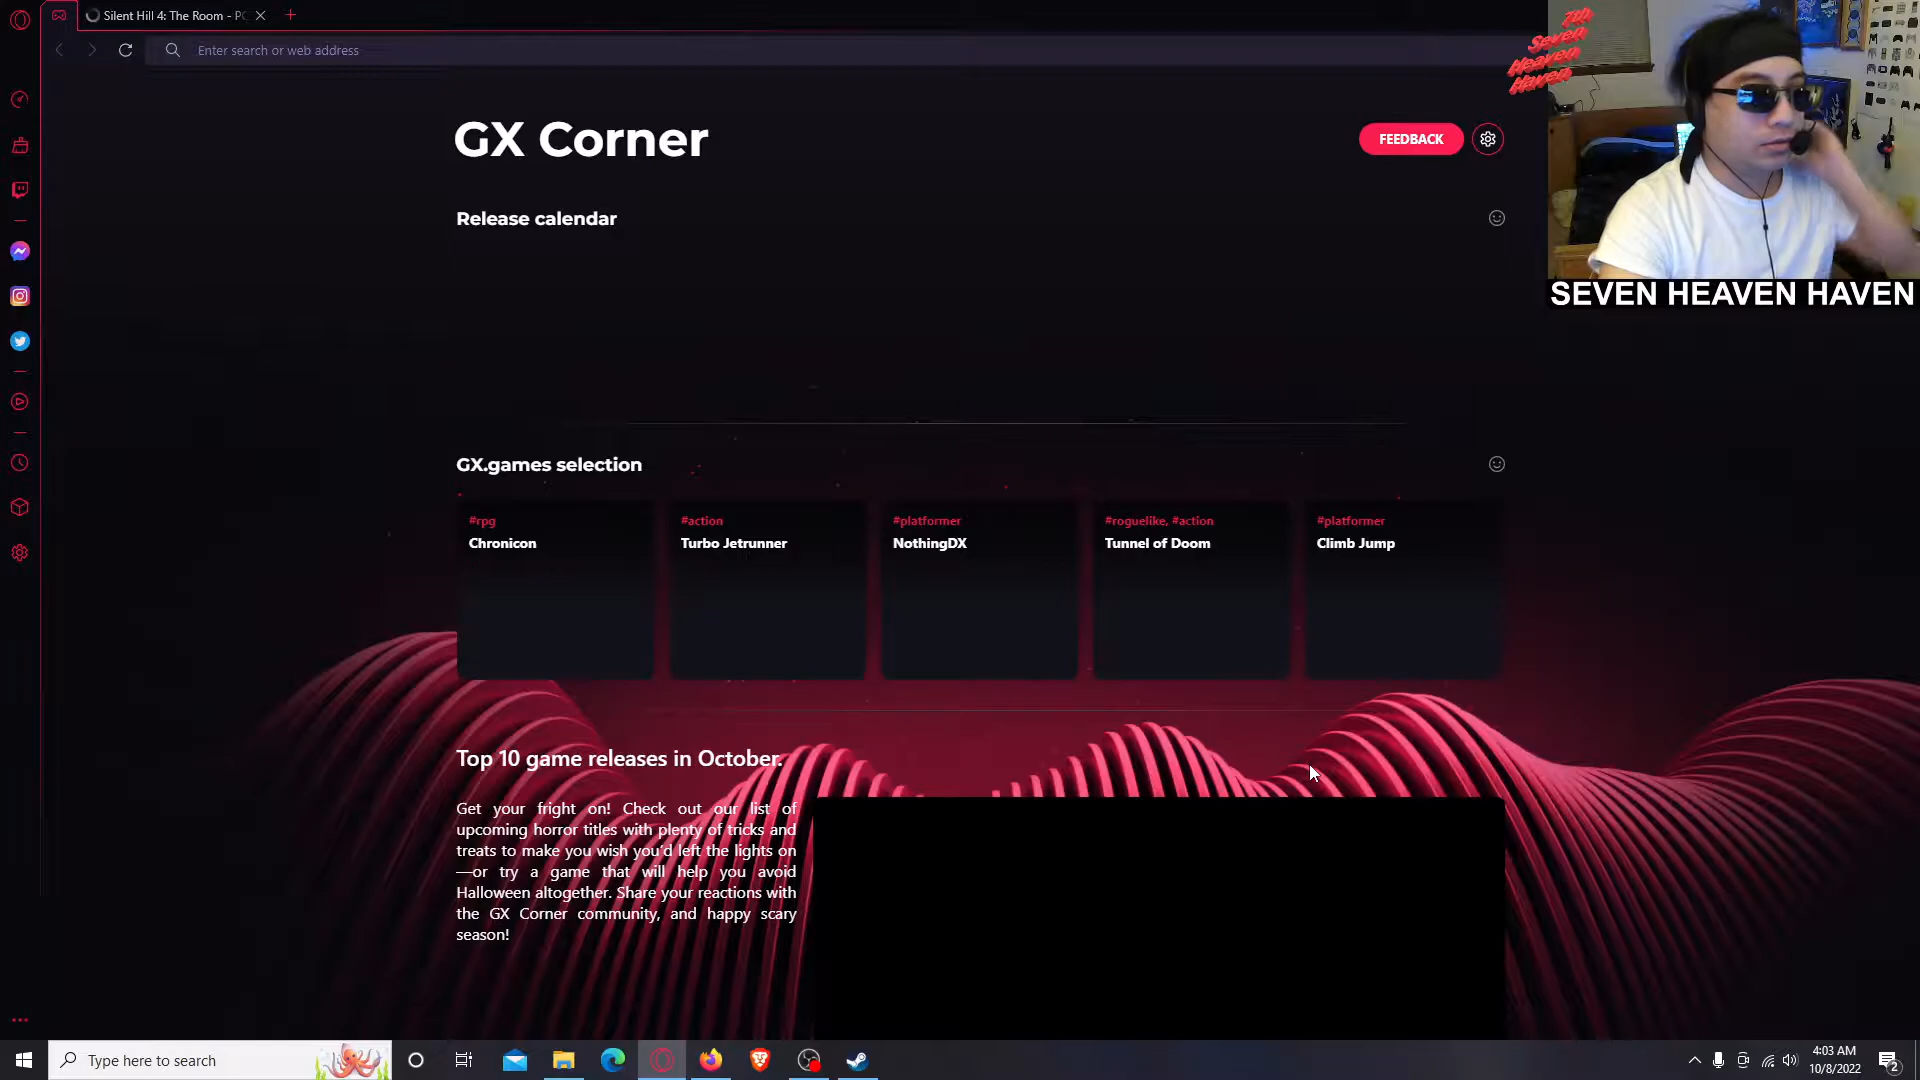 Silent Hill 4: The Room - PC
Enter search or web address
7th
Seven
Heaven
Haven
GX Corner
FEEDBACK
Release calendar
SEVEN HEAVEN HAVEN
GX.games selection
#rpg
Chronicon
#action
Turbo Jetrunner
#platformer
NothingDX
#roguelike, #action
Tunnel of Doom
#platformer
Climb Jump
Top 10 game releases in October.
Get your fright on! Check out our list of
upcoming horror titles with plenty of tricks and
treats to make you wish you'd left the lights on
—or try a game that will help you avoid
Halloween altogether. Share your reactions with
the GX Corner community, and happy scary
season!
Type here to search
4:03 AM
10/8/2022
2